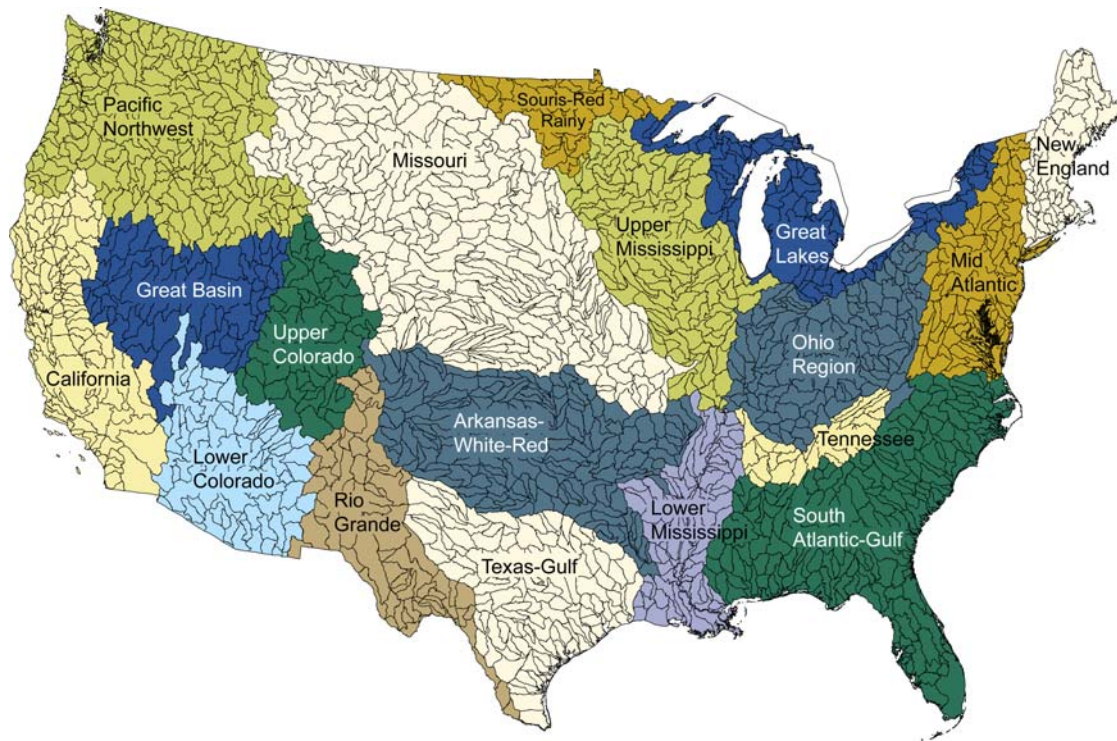 Pacific
Northwest
Missouri
Souris-Red
Rainy
New
England
Upper
Mississippi
Great
Lakes
Mid
Atlantic
Great Basin
Upper
Colorado
Ohio
Region
California
Arkansas-
White-Red
Tennessee
Lower
Colorado
Rio
Grande
Lower
Mississippi
South
Atlantic-Gulf
Texas-Gulf